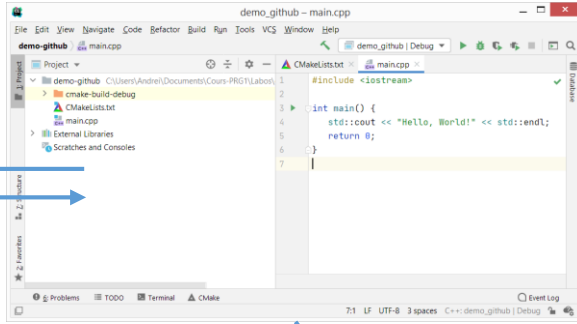 demo_github – main.cpp
File Edit View Navigate Code Refactor Build Run Tools VCS Window Help
demo-github main.cpp demo_github | Debug
Project CMakeLists.txt main.cpp
1: Project
demo-github C:\Users\Andrei\Documents\Cours-PRG1\Labos\
cmake-build-debug
CMakeLists.txt
main.cpp
External Libraries
Scratches and Consoles
1 #include <iostream>
2
3 int main() {
4 std::cout << "Hello, World!" << std::endl;
5 return 0;
6 }
7
Database
Z: Structure
2: Favorites
6: Problems TODO Terminal CMake Event Log
7:1 LF UTF-8 3 spaces C++: demo_github | Debug